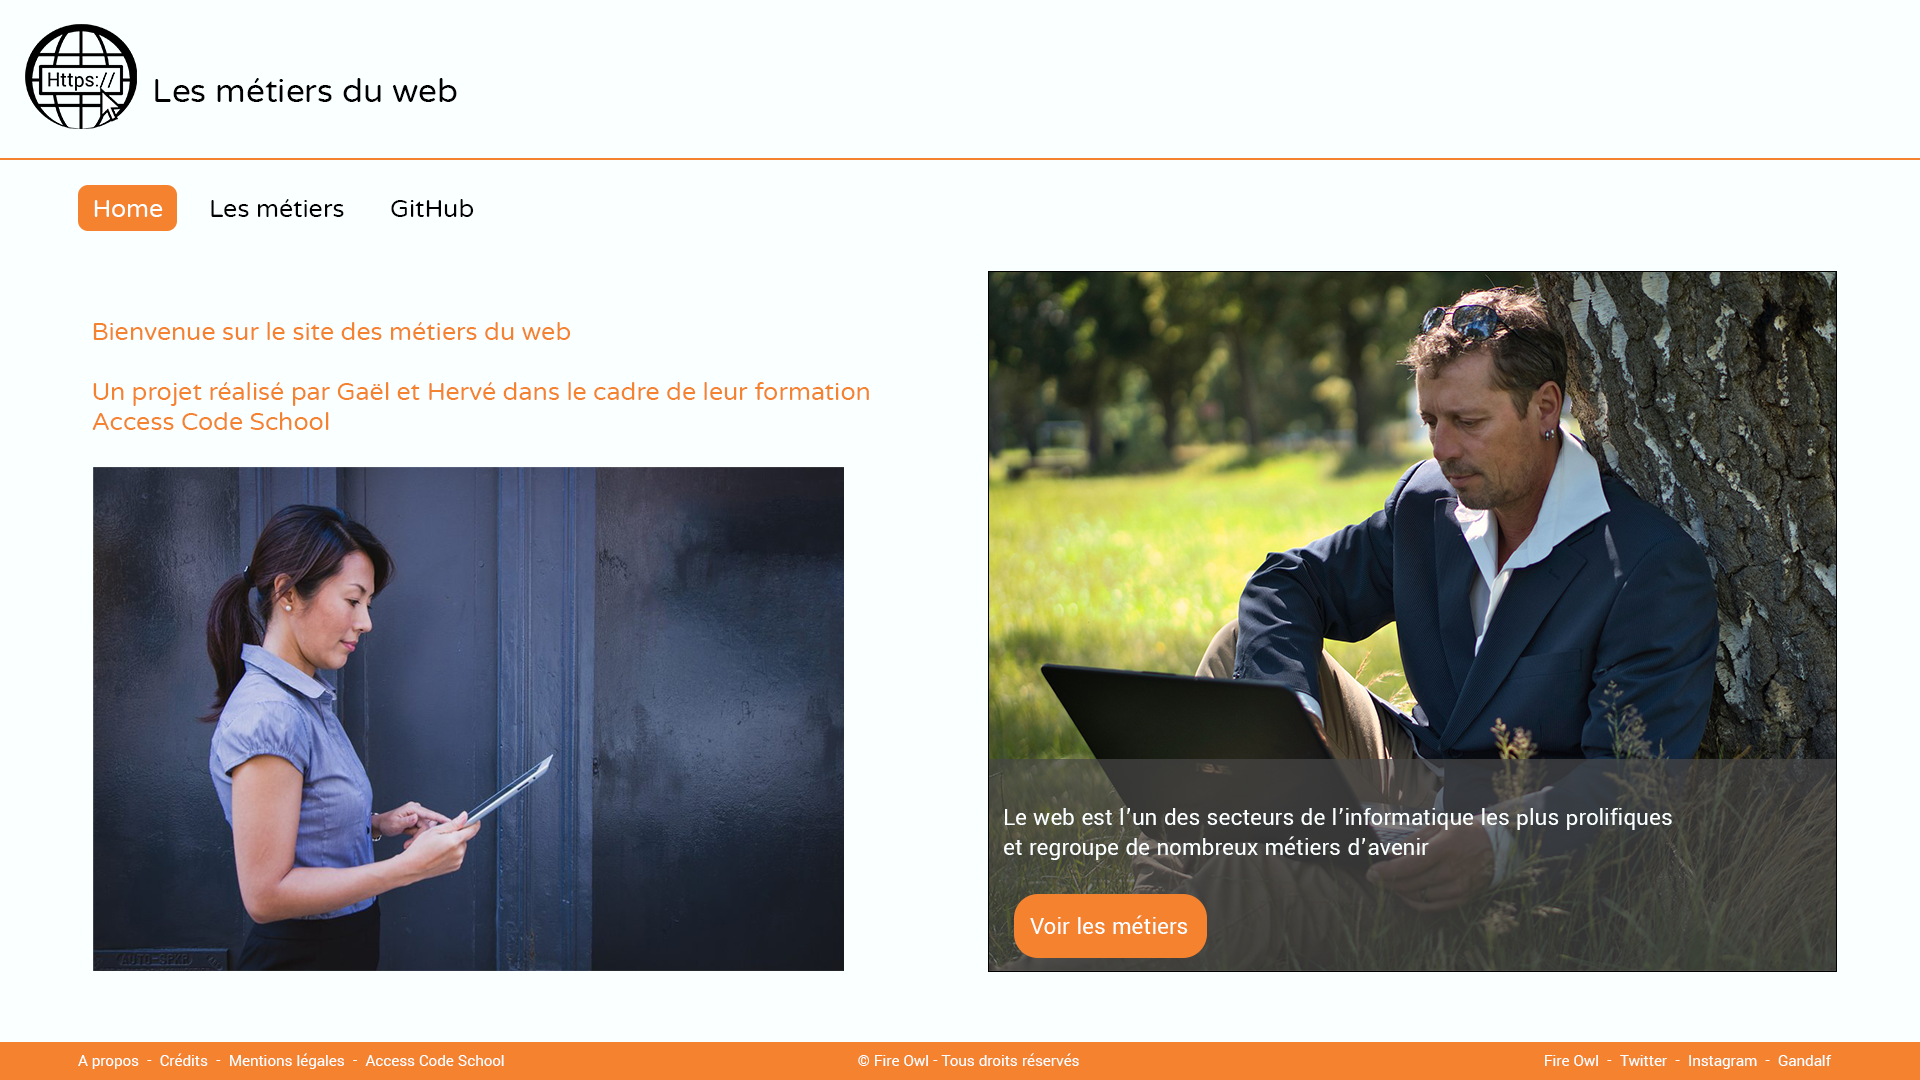 Https://
Les métiers du web
Home
Les métiers
GitHub
Bienvenue sur le site des métiers du web
Un projet réalisé par Gaël et Hervé dans le cadre de leur formation
Access Code School
Le web est l'un des secteurs de l'informatique les plus prolifiques
et regroupe de nombreux métiers d'avenir
Voir les métiers
A propos - Crédits - Mentions légales - Access Code School
© Fire Owl - Tous droits réservés
Fire Owl - Twitter - Instagram - Gandalf